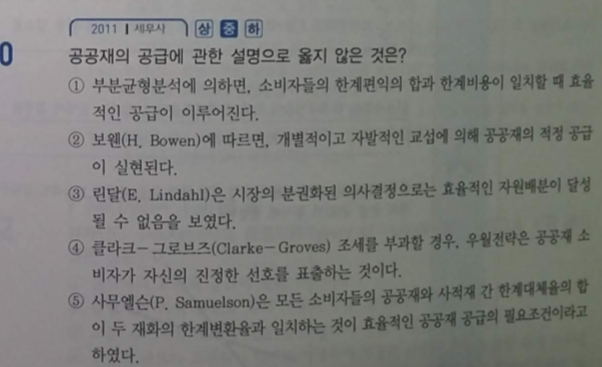 2011 | 세무사 상 중 하
0 공공재의 공급에 관한 설명으로 옳지 않은 것은?
① 부분균형분석에 의하면, 소비자들의 한계편익의 합과 한계비용이 일치할 때 효율
적인 공급이 이루어진다.
② 보웬(H. Bowen)에 따르면, 개별적이고 자발적인 교섭에 의해 공공재의 적정 공급
이 실현된다.
③ 린달(E. Lindahl)은 시장의 분권화된 의사결정으로는 효율적인 자원배분이 달성
될 수 없음을 보였다.
④ 클라크－그로브즈(Clarke－Groves) 조세를 부과할 경우, 우월전략은 공공재 소
비자가 자신의 진정한 선호를 표출하는 것이다.
⑤ 사무엘슨(P. Samuelson)은 모든 소비자들의 공공재와 사적재 간 한계대체율의 합
이 두 재화의 한계변환율과 일치하는 것이 효율적인 공공재 공급의 필요조건이라고
하였다.